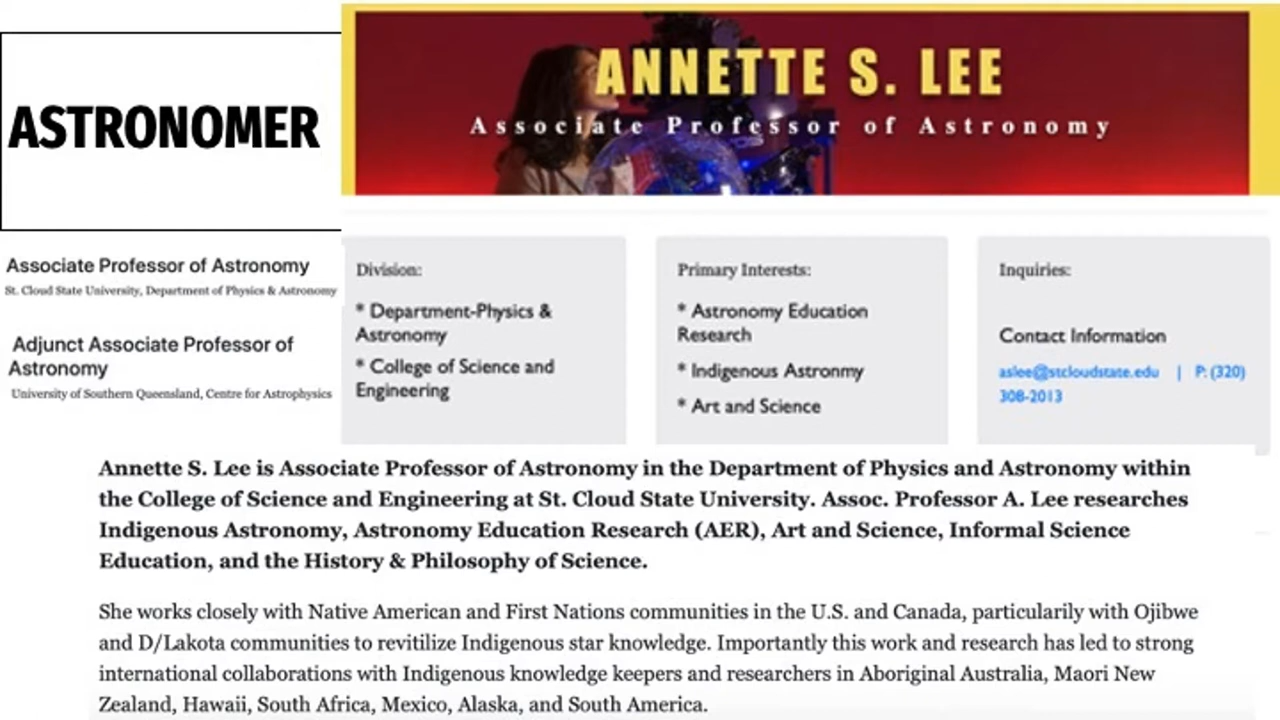 ASTRONOMER
ANNETTE S. LEE
Associate Professor of Astronomy
Associate Professor of Astronomy
St. Cloud State University, Department of Physics & Astronomy
Adjunct Associate Professor of
Astronomy
University of Southern Queensland, Centre for Astrophysics
Division:
* Department-Physics &
Astronomy
* College of Science and
Engineering
Primary Interests:
* Astronomy Education
Research
* Indigenous Astronmy
* Art and Science
Inquiries:
Contact Information
aslee@stcloudstate.edu | P: (320)
308-2013
Annette S. Lee is Associate Professor of Astronomy in the Department of Physics and Astronomy within
the College of Science and Engineering at St. Cloud State University. Assoc. Professor A. Lee researches
Indigenous Astronomy, Astronomy Education Research (AER), Art and Science, Informal Science
Education, and the History & Philosophy of Science.
She works closely with Native American and First Nations communities in the U.S. and Canada, particularily with Ojibwe
and D/Lakota communities to revitilize Indigenous star knowledge. Importantly this work and research has led to strong
international collaborations with Indigenous knowledge keepers and researchers in Aboriginal Australia, Maori New
Zealand, Hawaii, South Africa, Mexico, Alaska, and South America.